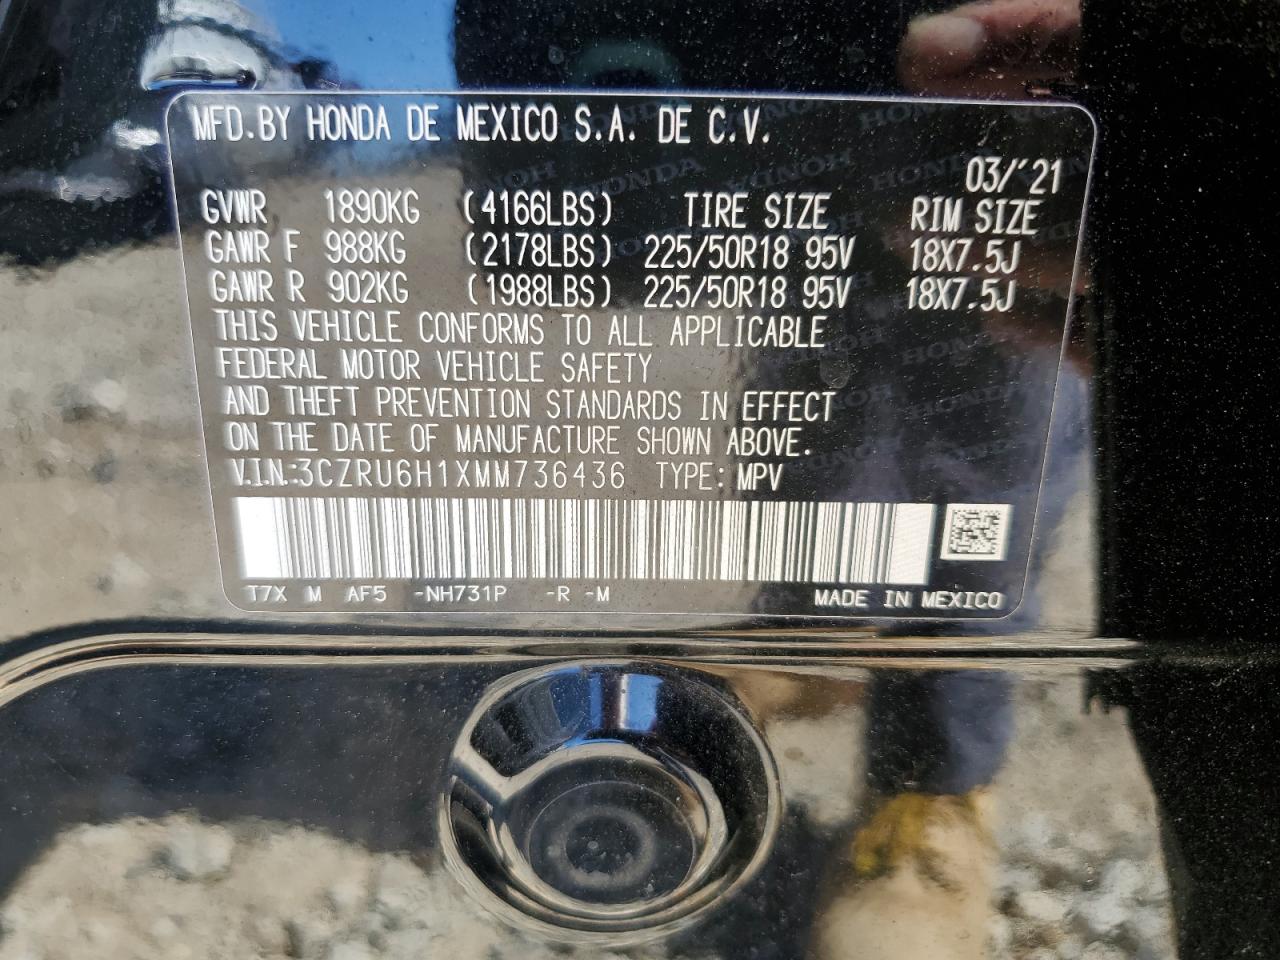 MFD.BY HONDA DE MEXICO S.A. DE C.V.
03/"21
GVWR 1890KG (4166LBS) TIRE SIZE RIM SIZE
GAWR F 988KG (2178LBS) 225/50R18 95V 18X7.5J
GAWR R 902KG (1988LBS) 225/50R18 95V 18X7.5J
THIS VEHICLE CONFORMS TO ALL APPLICABLE
FEDERAL MOTOR VEHICLE SAFETY
AND THEFT PREVENTION STANDARDS IN EFFECT
ON THE DATE OF MANUFACTURE SHOWN ABOVE.
V.I.N.:3CZRU6H1XMM736436 TYPE: MPV
T7X M AF5 -NH731P -R -M MADE IN MEXICO